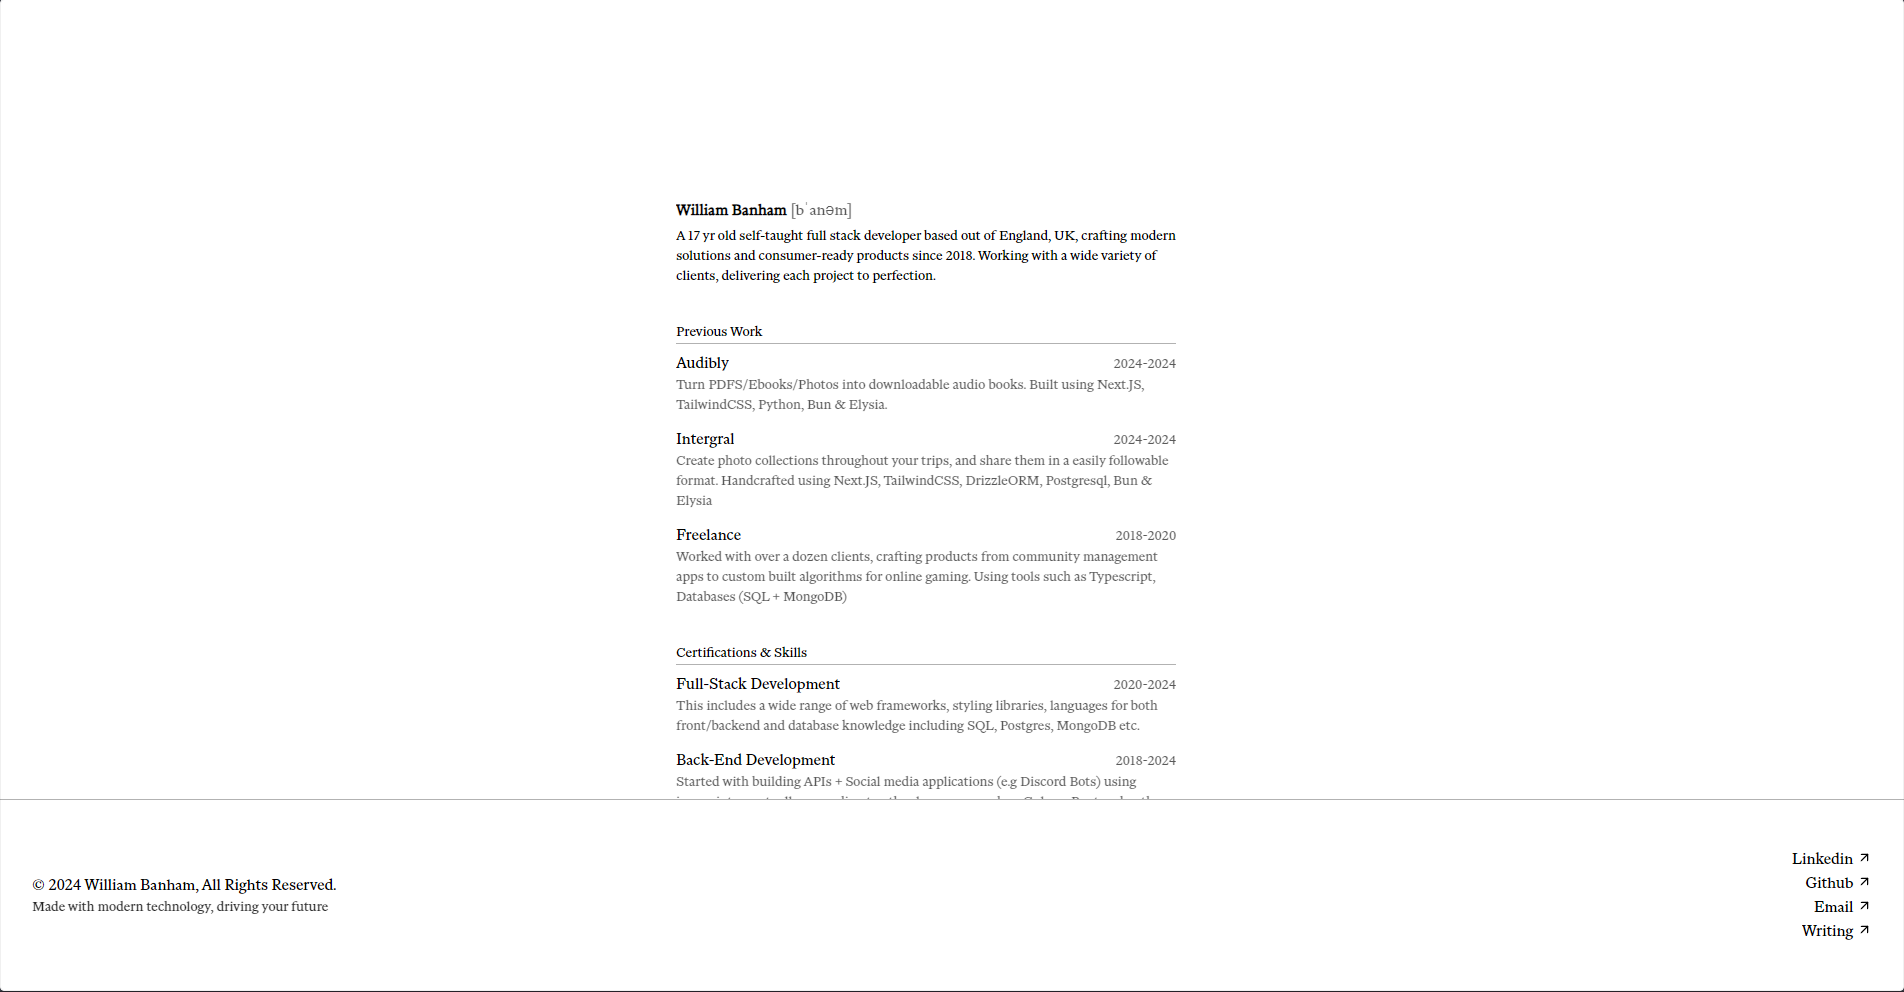 William Banham [bˈanəm]
A 17 yr old self-taught full stack developer based out of England, UK, crafting modern
solutions and consumer-ready products since 2018. Working with a wide variety of
clients, delivering each project to perfection.
Previous Work
Audibly 2024-2024
Turn PDFS/Ebooks/Photos into downloadable audio books. Built using Next.JS,
TailwindCSS, Python, Bun & Elysia.
Intergral 2024-2024
Create photo collections throughout your trips, and share them in a easily followable
format. Handcrafted using Next.JS, TailwindCSS, DrizzleORM, Postgresql, Bun &
Elysia
Freelance 2018-2020
Worked with over a dozen clients, crafting products from community management
apps to custom built algorithms for online gaming. Using tools such as Typescript,
Databases (SQL + MongoDB)
Certifications & Skills
Full-Stack Development 2020-2024
This includes a wide range of web frameworks, styling libraries, languages for both
front/backend and database knowledge including SQL, Postgres, MongoDB etc.
Back-End Development 2018-2024
Started with building APIs + Social media applications (e.g Discord Bots) using
© 2024 William Banham, All Rights Reserved.
Made with modern technology, driving your future
Linkedin
Github
Email
Writing